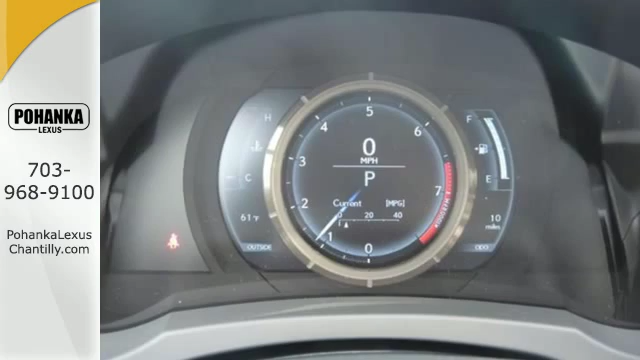 POHANKA
LEXUS
703-
968-9100
PohankaLexus
Chantilly.com
H
C
61°F
OUTSIDE
5
4
6
3
7
2
1
0
0
MPH
P
Current [MPG]
0 20 40
F
E
10
miles
ODO